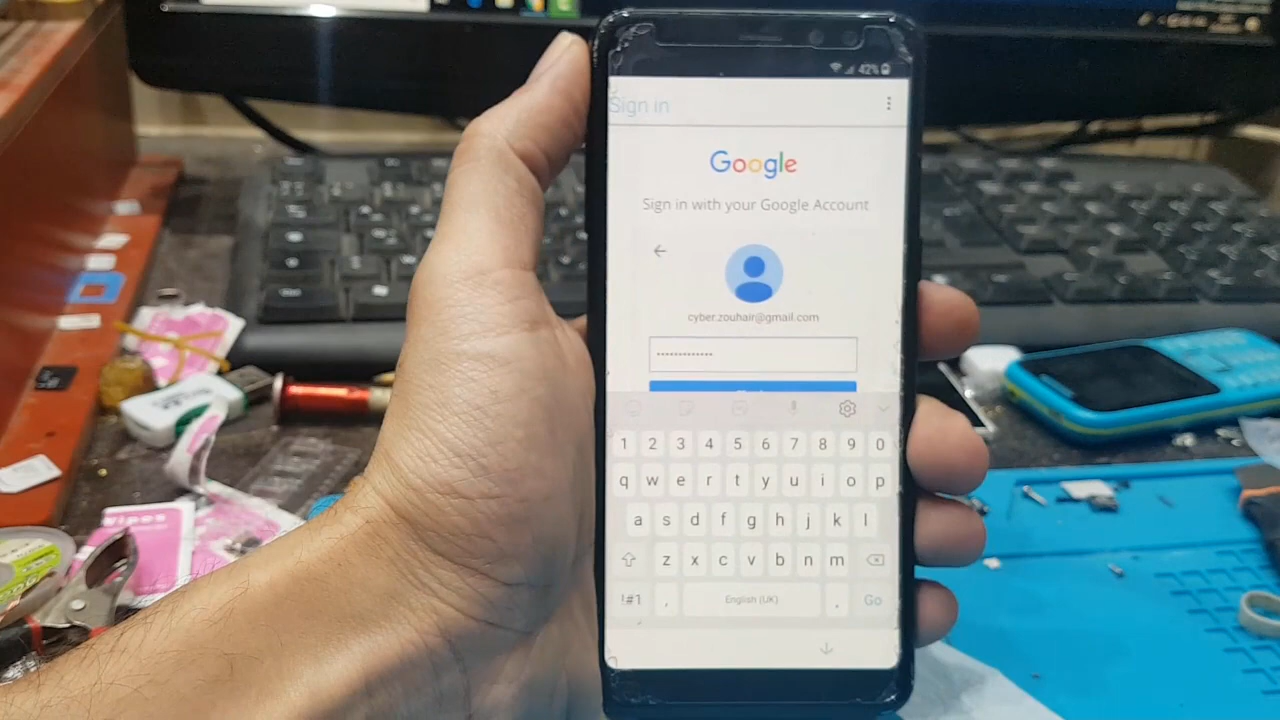 42%
Sign in
Google
Sign in with your Google Account
cyber.zouhair@gmail.com
•••••••••••••
1 2 3 4 5 6 7 8 9 0
q w e r t y u i o p
a s d f g h j k l
z x c v b n m
!#1 , English (UK) . Go
wipes